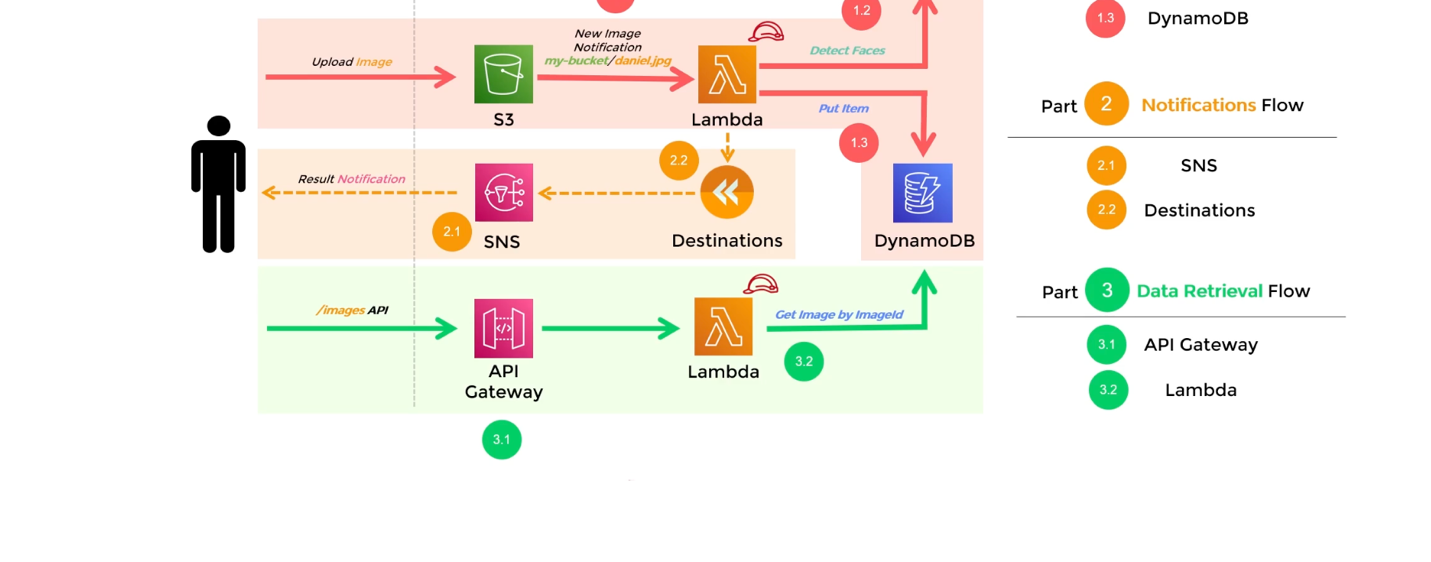 1.2
1.3 DynamoDB
New Image
Notification
my-bucket/daniel.jpg
Upload Image
Detect Faces
Put Item
S3
Lambda
1.3
Part 2 Notifications Flow
2.2
2.1 SNS
Result Notification
2.2 Destinations
2.1
SNS
Destinations
DynamoDB
Part 3 Data Retrieval Flow
/images API
Get Image by ImageId
3.1 API Gateway
3.2
API
Gateway
Lambda
3.2 Lambda
3.1